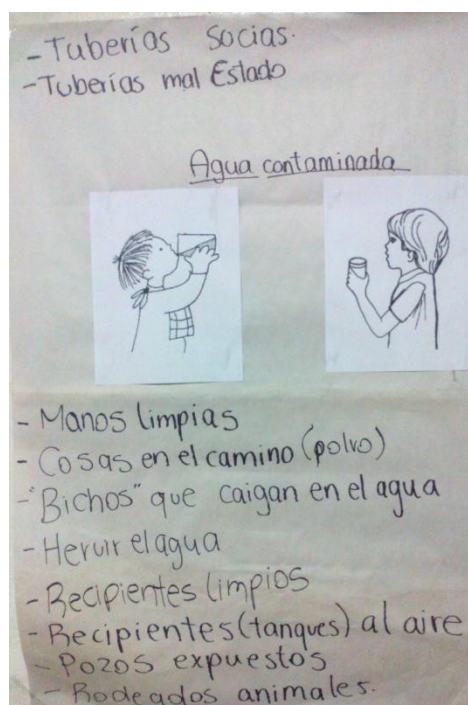 - Tuberías Socias.
- Tuberías mal Estado
Agua contaminada
- Manos limpias
- Cosas en el camino (polvo)
- "Bichos" que caigan en el agua
- Hervir el agua
- Recipientes limpios
- Recipientes (tanques) al aire
- Pozos expuestos
- Rodeados animales.